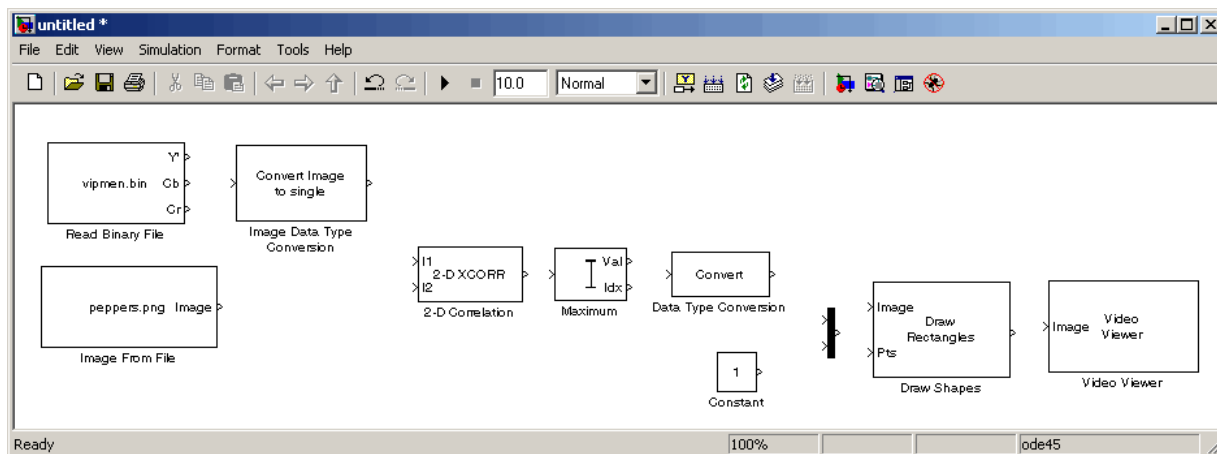 untitled *
File Edit View Simulation Format Tools Help
10.0 Normal
Y'
vipmen.bin Cb
Cr
Read Binary File
Convert Image
to single
Image Data Type
Conversion
peppers.png Image
Image From File
I1
2-D XCORR
I2
2-D Correlation
Val
Idx
Maximum
Convert
Data Type Conversion
1
Constant
Image
Draw
Rectangles
Pts
Draw Shapes
Image
Video
Viewer
Video Viewer
Ready 100% ode45